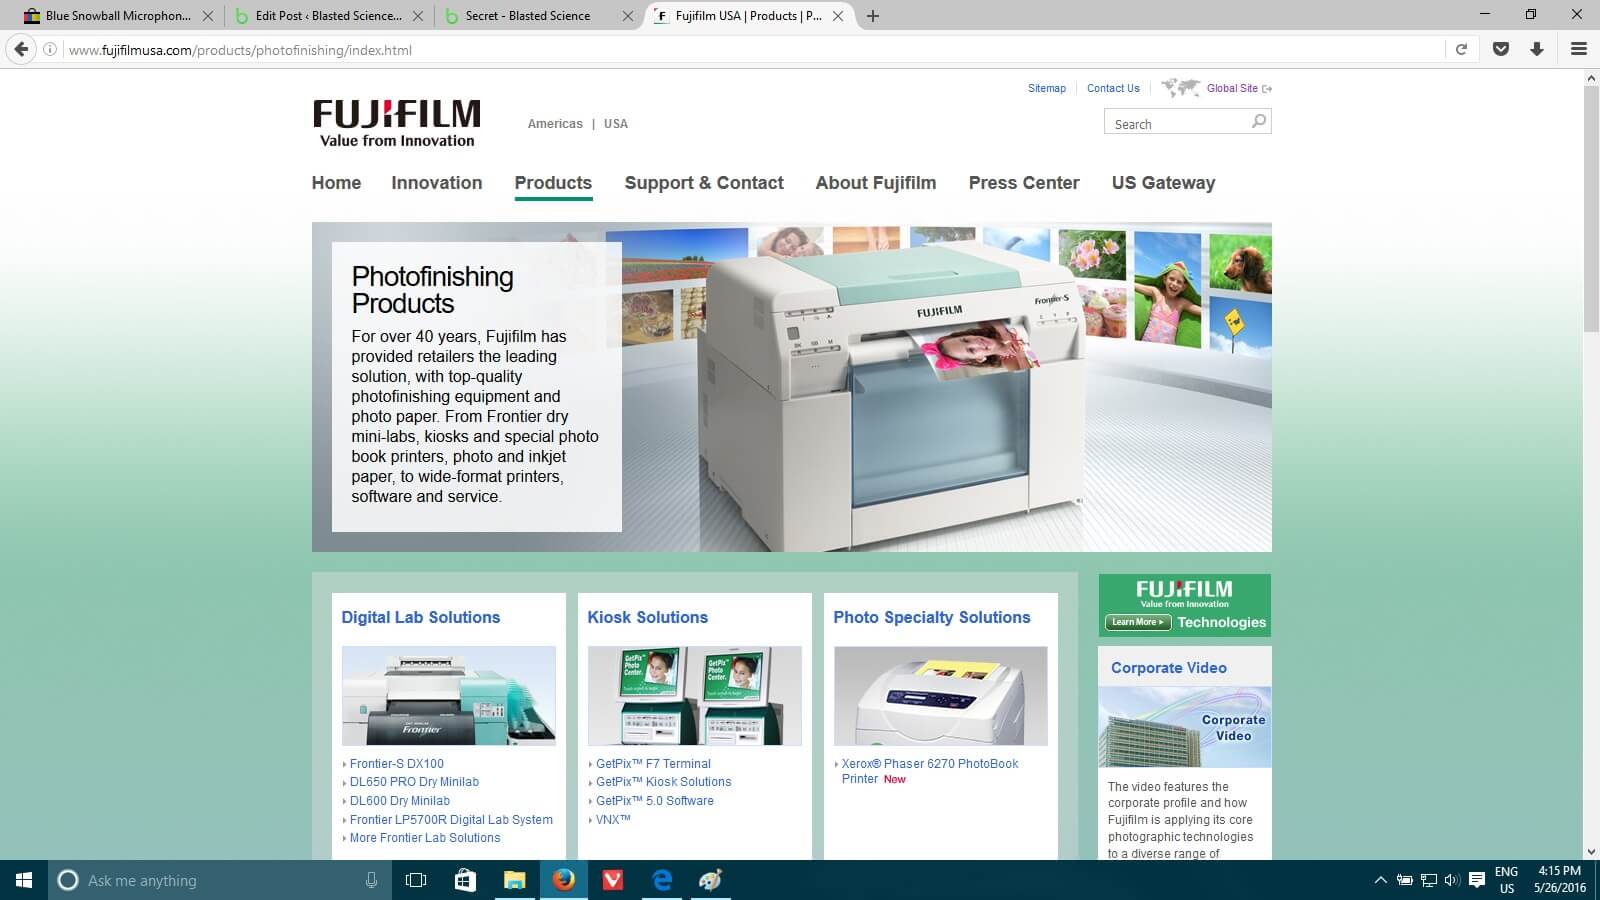 Blue Snowball Microphon...
Edit Post ‹ Blasted Science...
Secret - Blasted Science
Fujifilm USA | Products | P...
www.fujifilmusa.com/products/photofinishing/index.html
Sitemap
Contact Us
Global Site
FUJIFILM
Value from Innovation
Americas | USA
Search
Home
Innovation
Products
Support & Contact
About Fujifilm
Press Center
US Gateway
Photofinishing
Products
For over 40 years, Fujifilm has
provided retailers the leading
solution, with top-quality
photofinishing equipment and
photo paper. From Frontier dry
mini-labs, kiosks and special photo
book printers, photo and inkjet
paper, to wide-format printers,
software and service.
FUJIFILM
Frontier-S
BK SB M
C Y R
Digital Lab Solutions
Frontier
Frontier-S DX100
DL650 PRO Dry Minilab
DL600 Dry Minilab
Frontier LP5700R Digital Lab System
More Frontier Lab Solutions
Kiosk Solutions
GetPix™
Photo
Center.
GetPix™
Photo
Center.
GetPix™ F7 Terminal
GetPix™ Kiosk Solutions
GetPix™ 5.0 Software
VNX™
Photo Specialty Solutions
Xerox® Phaser 6270 PhotoBook
Printer New
FUJIFILM
Value from Innovation
Learn More
Technologies
Corporate Video
Corporate
Video
The video features the
corporate profile and how
Fujifilm is applying its core
photographic technologies
to a diverse range of
Ask me anything
ENG
US
4:15 PM
5/26/2016